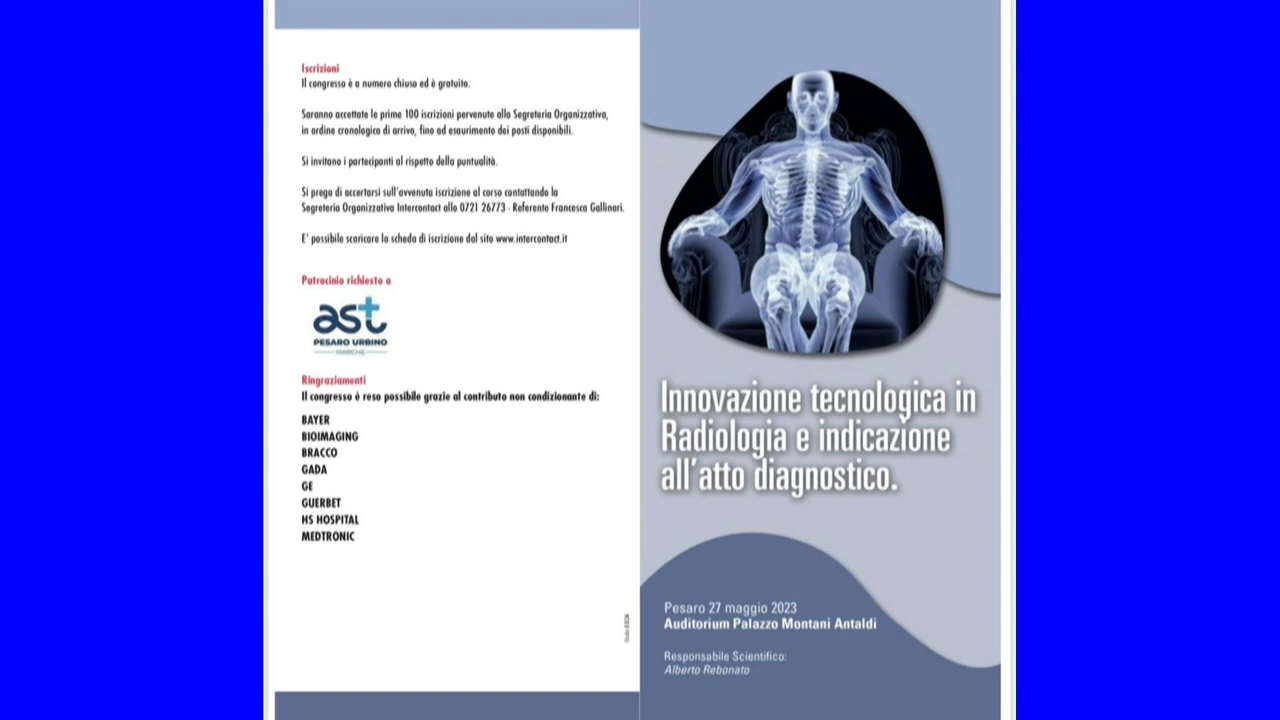 Iscrizioni
Il congresso è a numero chiuso ed è gratuito.
Saranno accettate le prime 100 iscrizioni pervenute alla Segreteria Organizzativa,
in ordine cronologico di arrivo, fino ad esaurimento dei posti disponibili.
Si invitano i partecipanti al rispetto della puntualità.
Si prega di accertarsi sull'avvenuta iscrizione al corso contattando la
Segreteria Organizzativa Intercontact allo 0721 26773 - Referente Francesca Gallinari.
E' possibile scaricare la scheda di iscrizione dal sito www.intercontact.it
Patrocinio richiesto a
ast
PESARO URBINO
MARCHE
Ringraziamenti
Il congresso è reso possibile grazie al contributo non condizionante di:
BAYER
BIOIMAGING
BRACCO
GADA
GE
GUERBET
HS HOSPITAL
MEDTRONIC
Innovazione tecnologica in
Radiologia e indicazione
all'atto diagnostico.
Pesaro 27 maggio 2023
Auditorium Palazzo Montani Antaldi
Responsabile Scientifico:
Alberto Rebonato